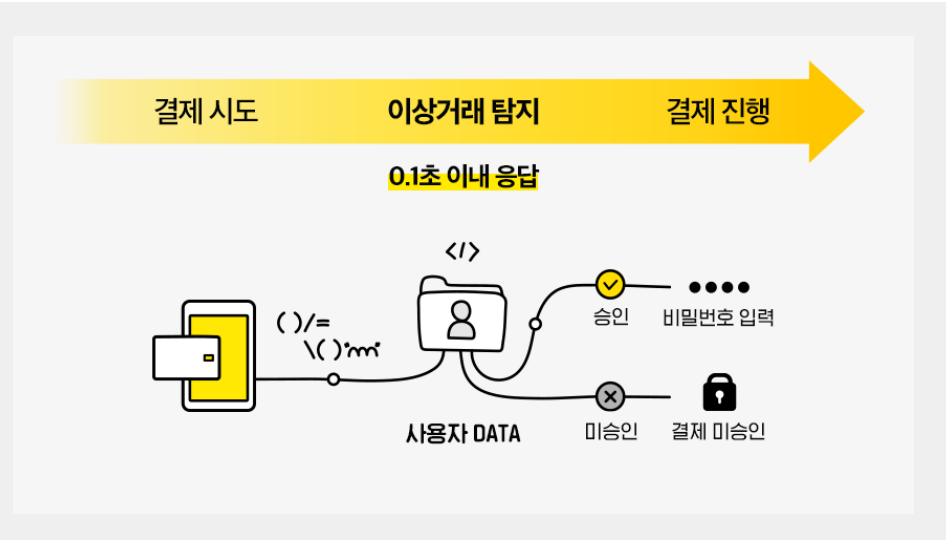 결제 시도
이상거래 탐지
결제 진행
0.1초 이내 응답
</>
( )/=
\( )
승인
비밀번호 입력
사용자 DATA
미승인
결제 미승인